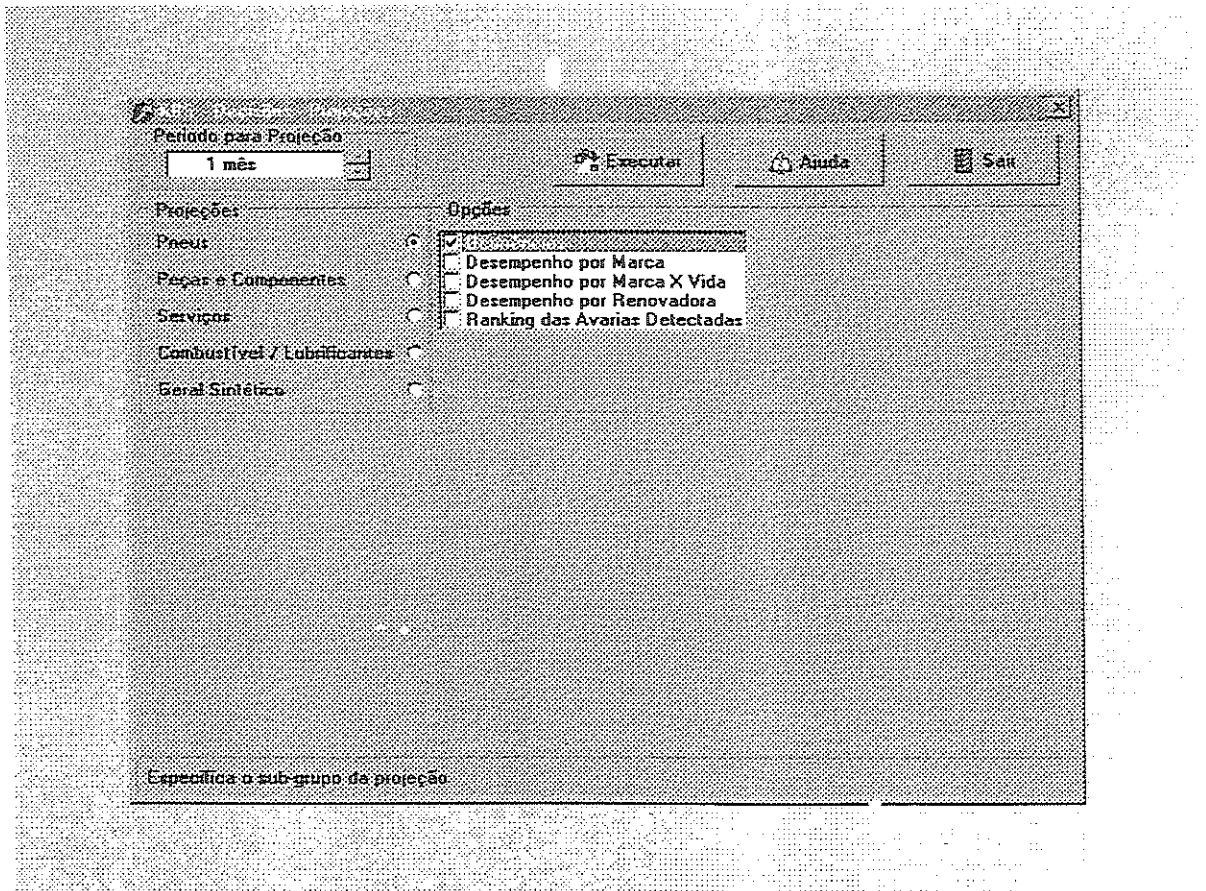 Período para Projeção
1 mês
Executar
Ajuda
Sair
Projeções
Opções
Pneus
Peças e Componentes
Serviços
Combustível / Lubrificantes
Geral Sintético
Desempenho por Marca
Desempenho por Marca X Vida
Desempenho por Renovadora
Ranking das Avarias Detectadas
Especifica o sub-grupo da projeção